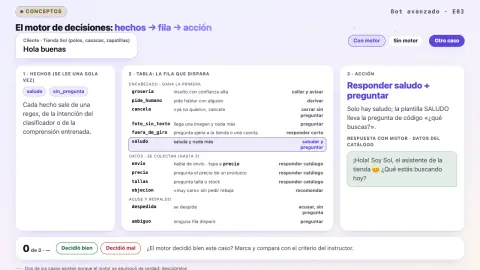 CONCEPTOS
Bot avanzado · E03
El motor de decisiones: hechos → fila → acción
Cliente · Tienda Sol (polos, casacas, zapatillas)
Hola buenas
Con motor
Sin motor
Otro caso
1 · HECHOS (SE LEE UNA SOLA
VEZ)
saludo
sin_pregunta
Cada hecho sale de una
regex, de la intención del
clasificador o de la
comprensión entrenada.
2 · TABLA: LA FILA QUE DISPARA
ENCABEZADO · GANA LA PRIMERA
groseria insulto con confianza alta callar y avisar
pide_humano pide hablar con alguien derivar
cancela «ya no quiero», cancela cerrar sin
preguntar
foto_sin_texto llega una imagen y nada más preguntar
fuera_de_giro pregunta ajena a la tienda o una cuenta responder corto
saludo saluda y nada más saludar y
preguntar
DATOS · SE COLECTAN (HASTA 2)
envio habla de envío · tapa a precio responder catálogo
precio pregunta el precio de un producto responder catálogo
tallas pregunta talla o stock responder catálogo
objecion «muy caro» sin pedir rebaja recomendar
ACUSE Y RESPALDO
despedida se despide acusar, sin
pregunta
ambiguo ninguna fila disparó preguntar
3 · ACCIÓN
Responder saludo +
preguntar
Solo hay saludo; la plantilla SALUDO
lleva la pregunta de código «¿qué
buscas?».
RESPUESTA CON MOTOR · DATOS DEL
CATÁLOGO
¡Hola! Soy Sol, el asistente de la
tienda 😊 ¿Qué estás buscando
hoy?
0 de 0 · —
Decidió bien
Decidió mal
¿El motor decidió bien este caso? Marca y compara con el criterio del instructor.